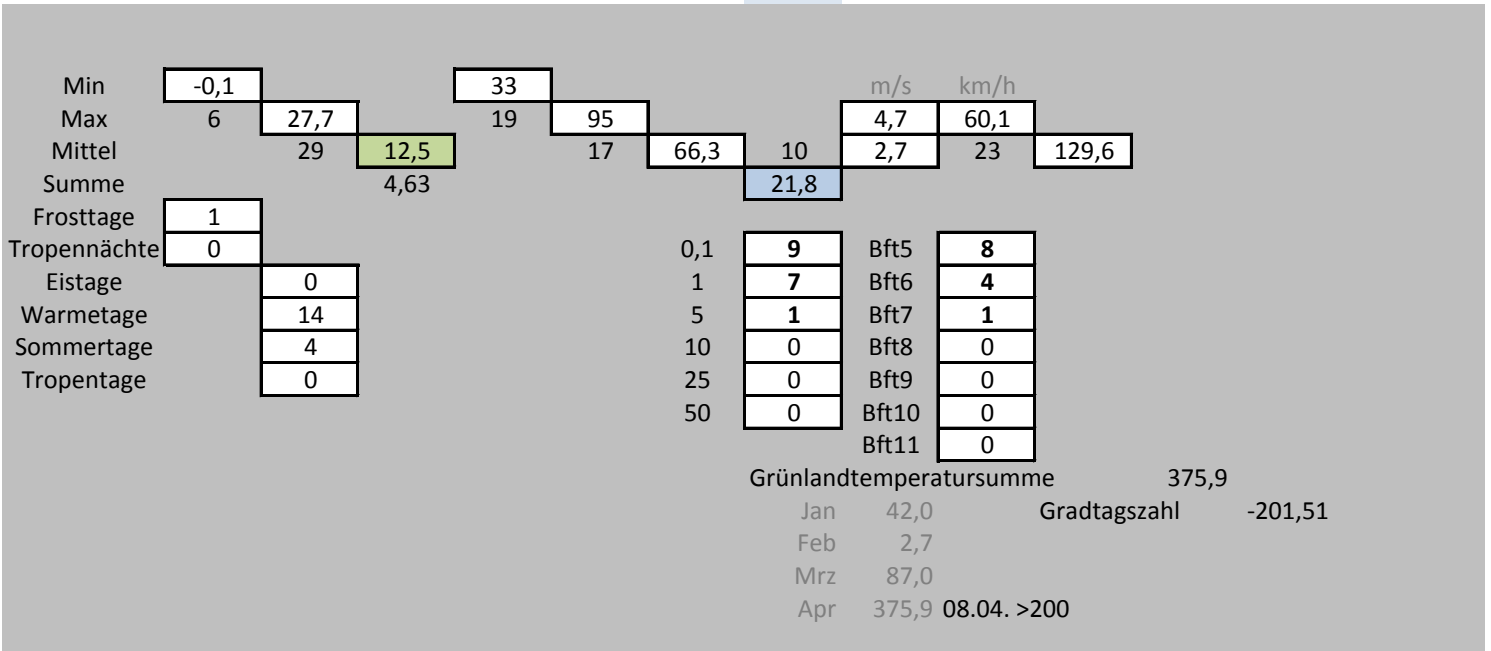 Min -0,1 33 m/s km/h
Max 6 27,7 19 95 4,7 60,1
Mittel 29 12,5 17 66,3 10 2,7 23 129,6
Summe 4,63 21,8
Frosttage 1
Tropennächte 0 0,1 9 Bft5 8
Eistage 0 1 7 Bft6 4
Warmetage 14 5 1 Bft7 1
Sommertage 4 10 0 Bft8 0
Tropentage 0 25 0 Bft9 0
50 0 Bft10 0
Bft11 0
Grünlandtemperatursumme 375,9
Jan 42,0 Gradtagszahl -201,51
Feb 2,7
Mrz 87,0
Apr 375,9 08.04. >200